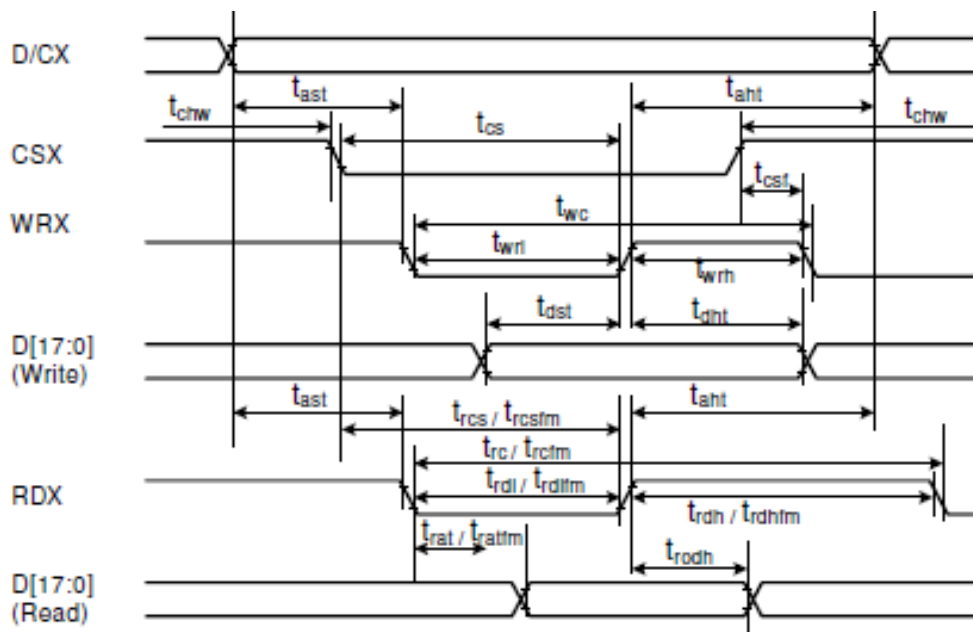 D/CX
tast
taht
tchw
tcs
tchw
CSX
tcsf
WRX
twc
twrl
twrh
tdst
tdht
D[17:0]
(Write)
tast
trcs / trcsfm
taht
trc / trcfm
RDX
trdl / trdlfm
trdh / trdhfm
trat / tratfm
trodh
D[17:0]
(Read)